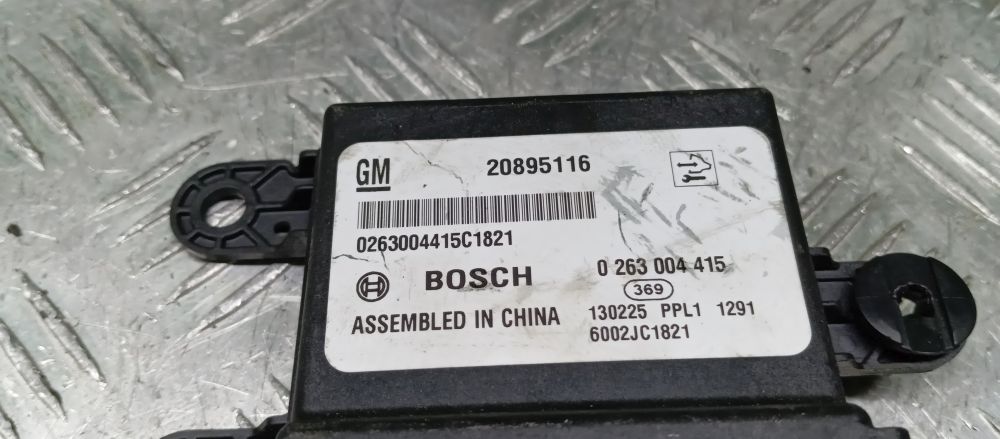 GM 20895116
0263004415C1821
BOSCH 0 263 004 415
369
ASSEMBLED IN CHINA 130225 PPL1 1291
6002JC1821